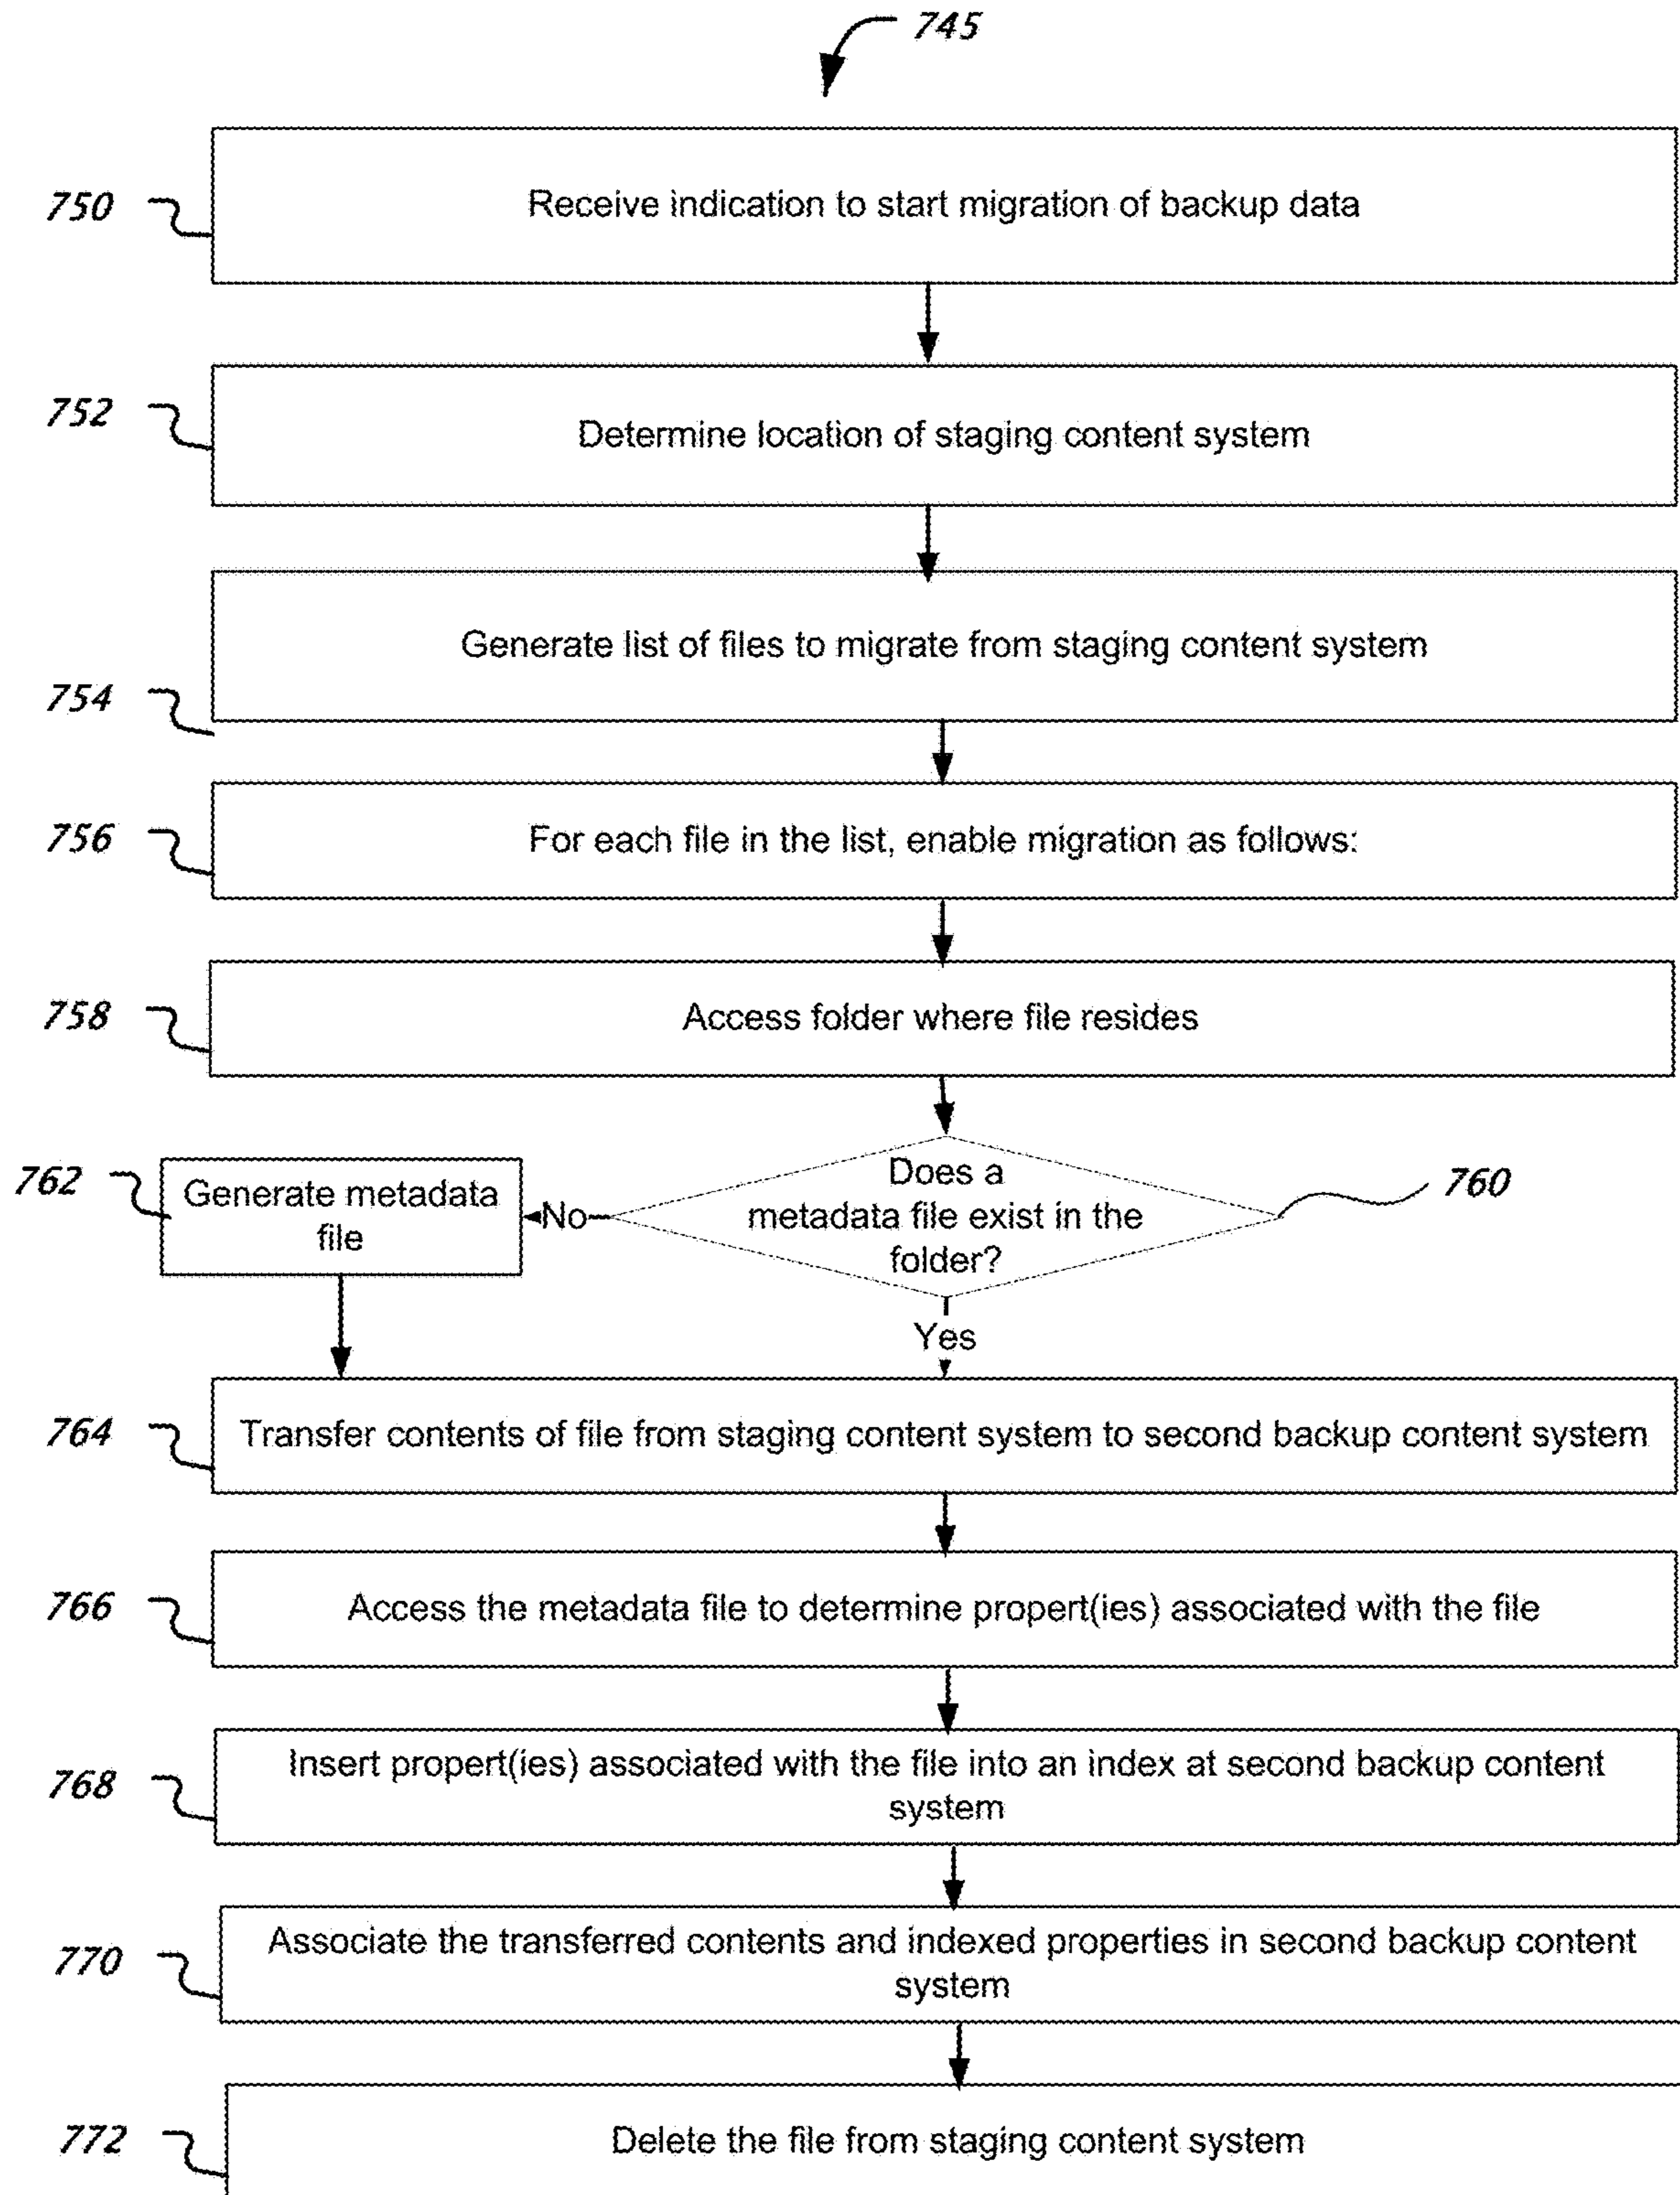 745
750
Receive indication to start migration of backup data
752
Determine location of staging content system
Generate list of files to migrate from staging content system
754
756
For each file in the list, enable migration as follows:
758
Access folder where file resides
762
Generate metadata
file
No
Does a
metadata file exist in the
folder?
760
Yes
764
Transfer contents of file from staging content system to second backup content system
766
Access the metadata file to determine propert(ies) associated with the file
768
Insert propert(ies) associated with the file into an index at second backup content
system
770
Associate the transferred contents and indexed properties in second backup content
system
772
Delete the file from staging content system